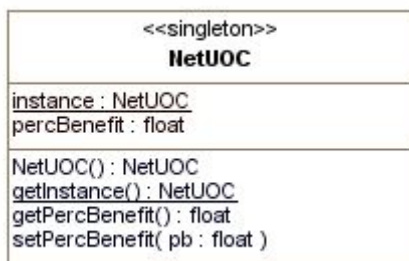 <<singleton>>
NetUOC
instance : NetUOC
percBenefit : float
NetUOC() : NetUOC
getInstance() : NetUOC
getPercBenefit() : float
setPercBenefit( pb : float )